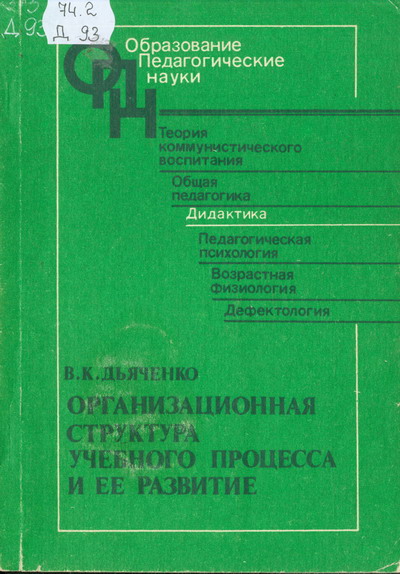 74.2
Д 93
Д 93
Образование
Педагогические
науки
ОПН
Теория
коммунистического
воспитания
Общая
педагогика
Дидактика
Педагогическая
психология
Возрастная
физиология
Дефектология
В.К.ДЬЯЧЕНКО
ОРГАНИЗАЦИОННАЯ
СТРУКТУРА
УЧЕБНОГО ПРОЦЕССА
И ЕЕ РАЗВИТИЕ